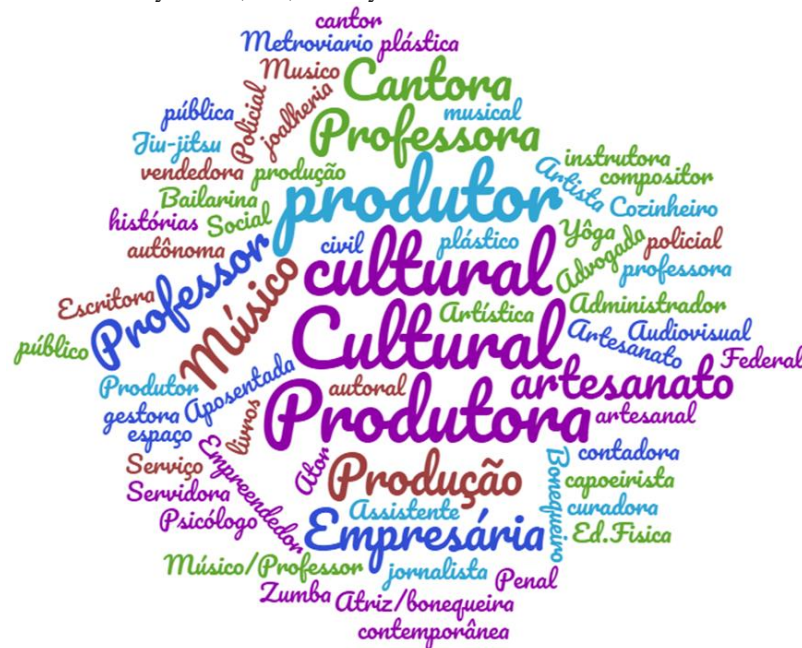 cantor
Metroviario plástica
Musico Cantora
Policial joalheria
pública musical
Jiu-jitsu Professora
vendedora produção
instrutora
Artista compositor
Bailarina produtor Cozinheiro
histórias Social
autônoma civil plástico Yôga
Advogada policial
Professor cultural professora
Músico
Escritora Artística Administrador
público Cultural Artesanato Audiovisual
Federal
Produtor Aposentada autoral artesanato
gestora Produtora artesanal
espaço livros
Serviço Ator Produção Bonequeiro contadora
Servidora Empreendedor capoeirista
Psicólogo Assistente curadora
Empresária Ed.Fisica
Músico/Professor jornalista Penal
Zumba Atriz/bonequeira
contemporânea